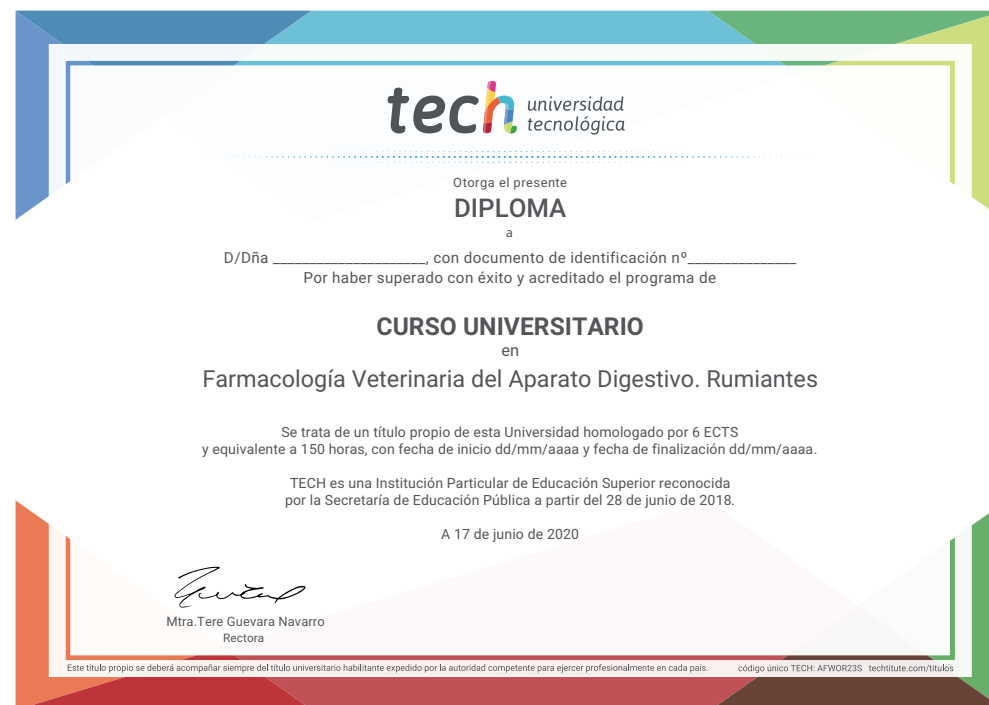 tech universidad
tecnológica
Otorga el presente
DIPLOMA
a
D/Dña _____________________, con documento de identificación nº_______________
Por haber superado con éxito y acreditado el programa de
CURSO UNIVERSITARIO
en
Farmacología Veterinaria del Aparato Digestivo. Rumiantes
Se trata de un título propio de esta Universidad homologado por 6 ECTS
y equivalente a 150 horas, con fecha de inicio dd/mm/aaaa y fecha de finalización dd/mm/aaaa.
TECH es una Institución Particular de Educación Superior reconocida
por la Secretaría de Educación Pública a partir del 28 de junio de 2018.
A 17 de junio de 2020
Mtra.Tere Guevara Navarro
Rectora
Este título propio se deberá acompañar siempre del título universitario habilitante expedido por la autoridad competente para ejercer profesionalmente en cada país. código único TECH: AFWOR23S techtitute.com/titulos